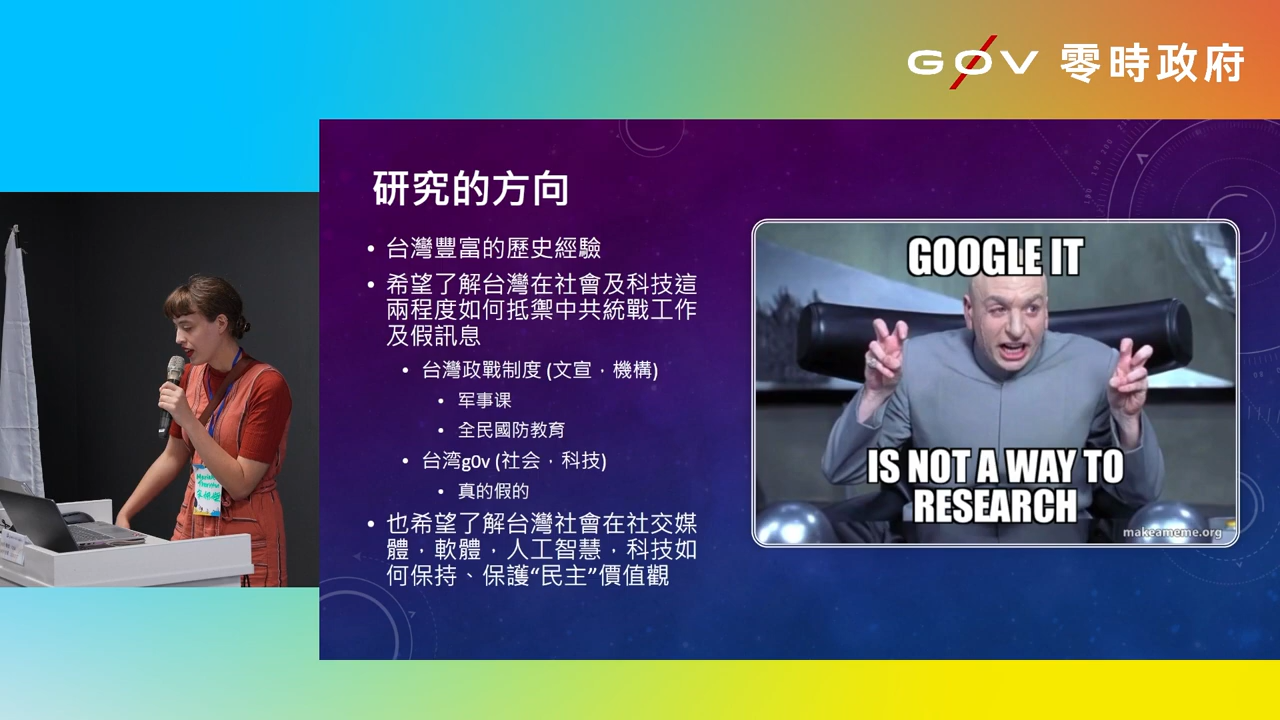 G0V 零時政府
研究的方向
• 台灣豐富的歷史經驗
• 希望了解台灣在社會及科技這
兩程度如何抵禦中共統戰工作
及假訊息
• 台灣政戰制度 (文宣，機構)
• 军事课
• 全民國防教育
• 台湾g0v (社会，科技)
• 真的假的
• 也希望了解台灣社會在社交媒
體，軟體，人工智慧，科技如
何保持、保護“民主”價值觀
GOOGLE IT
IS NOT A WAY TO
RESEARCH
makeameme.org